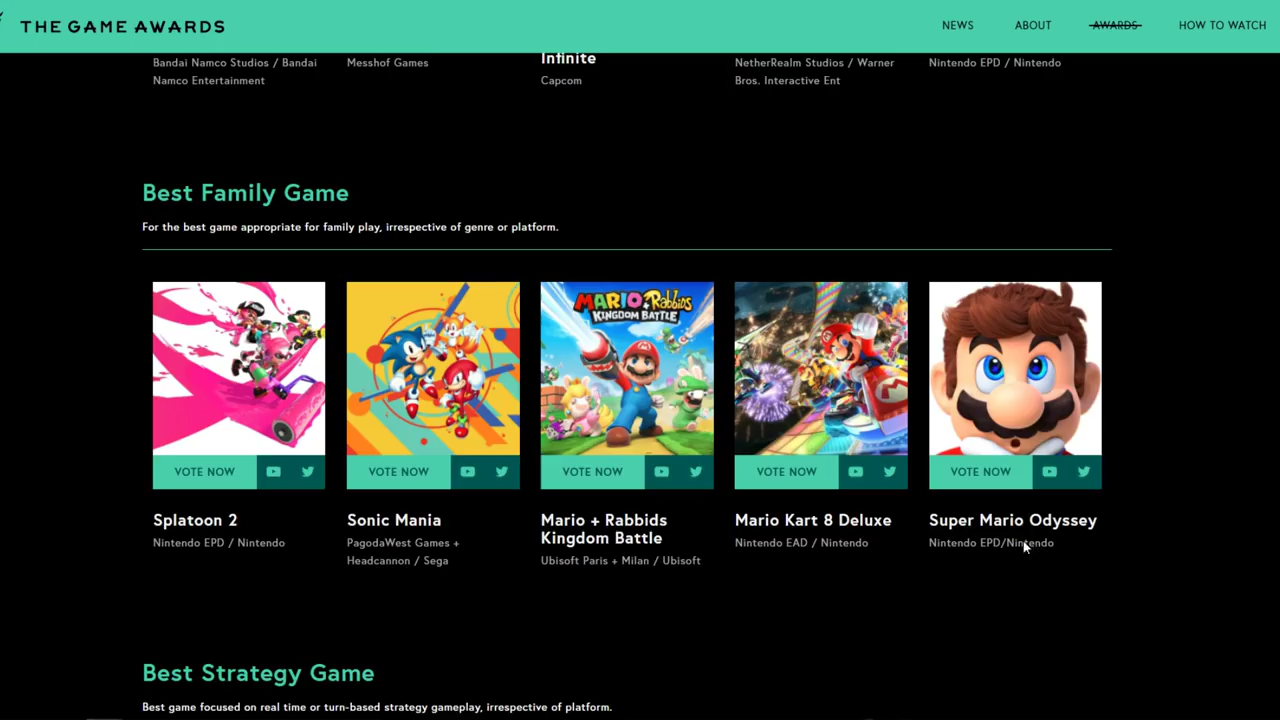 THE GAME AWARDS
NEWS
ABOUT
AWARDS
HOW TO WATCH
Bandai Namco Studios / Bandai
Namco Entertainment
Messhof Games
Infinite
Capcom
NetherRealm Studios / Warner
Bros. Interactive Ent
Nintendo EPD / Nintendo
Best Family Game
For the best game appropriate for family play, irrespective of genre or platform.
MARIO + Rabbids
KINGDOM BATTLE
VOTE NOW
VOTE NOW
VOTE NOW
VOTE NOW
VOTE NOW
Splatoon 2
Nintendo EPD / Nintendo
Sonic Mania
PagodaWest Games +
Headcannon / Sega
Mario + Rabbids
Kingdom Battle
Ubisoft Paris + Milan / Ubisoft
Mario Kart 8 Deluxe
Nintendo EAD / Nintendo
Super Mario Odyssey
Nintendo EPD/Nintendo
Best Strategy Game
Best game focused on real time or turn-based strategy gameplay, irrespective of platform.